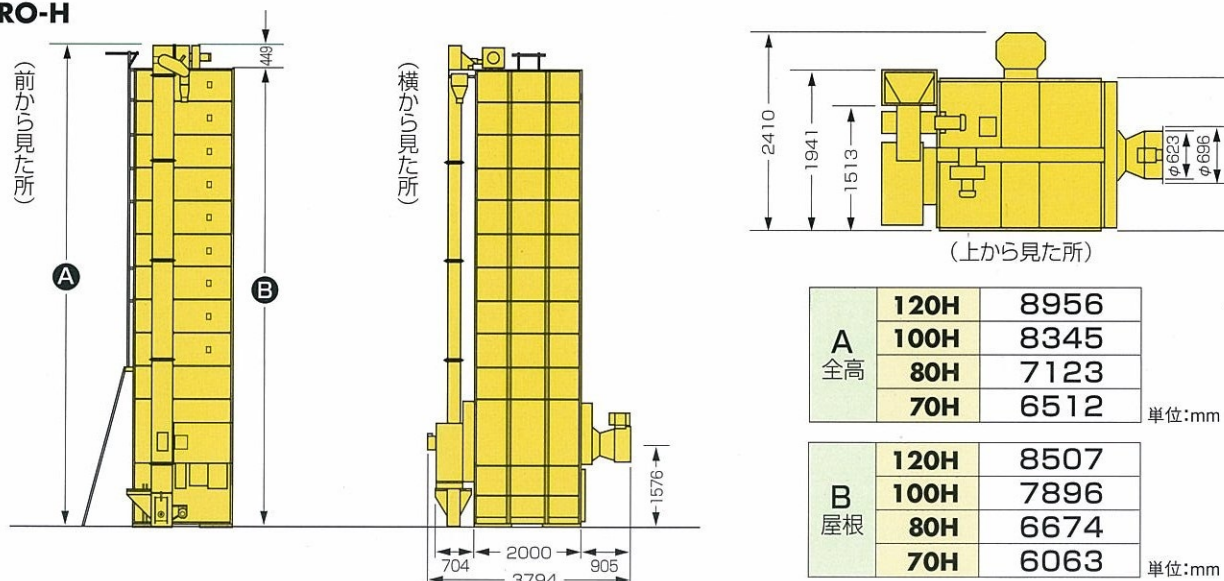 RO-H
(前から見た所)
449
A
B
(横から見た所)
1576
704
2000
905
3794
2410
1941
1513
φ623
φ696
(上から見た所)
A
全高
120H 8956
100H 8345
80H 7123
70H 6512
単位:mm
B
屋根
120H 8507
100H 7896
80H 6674
70H 6063
単位:mm